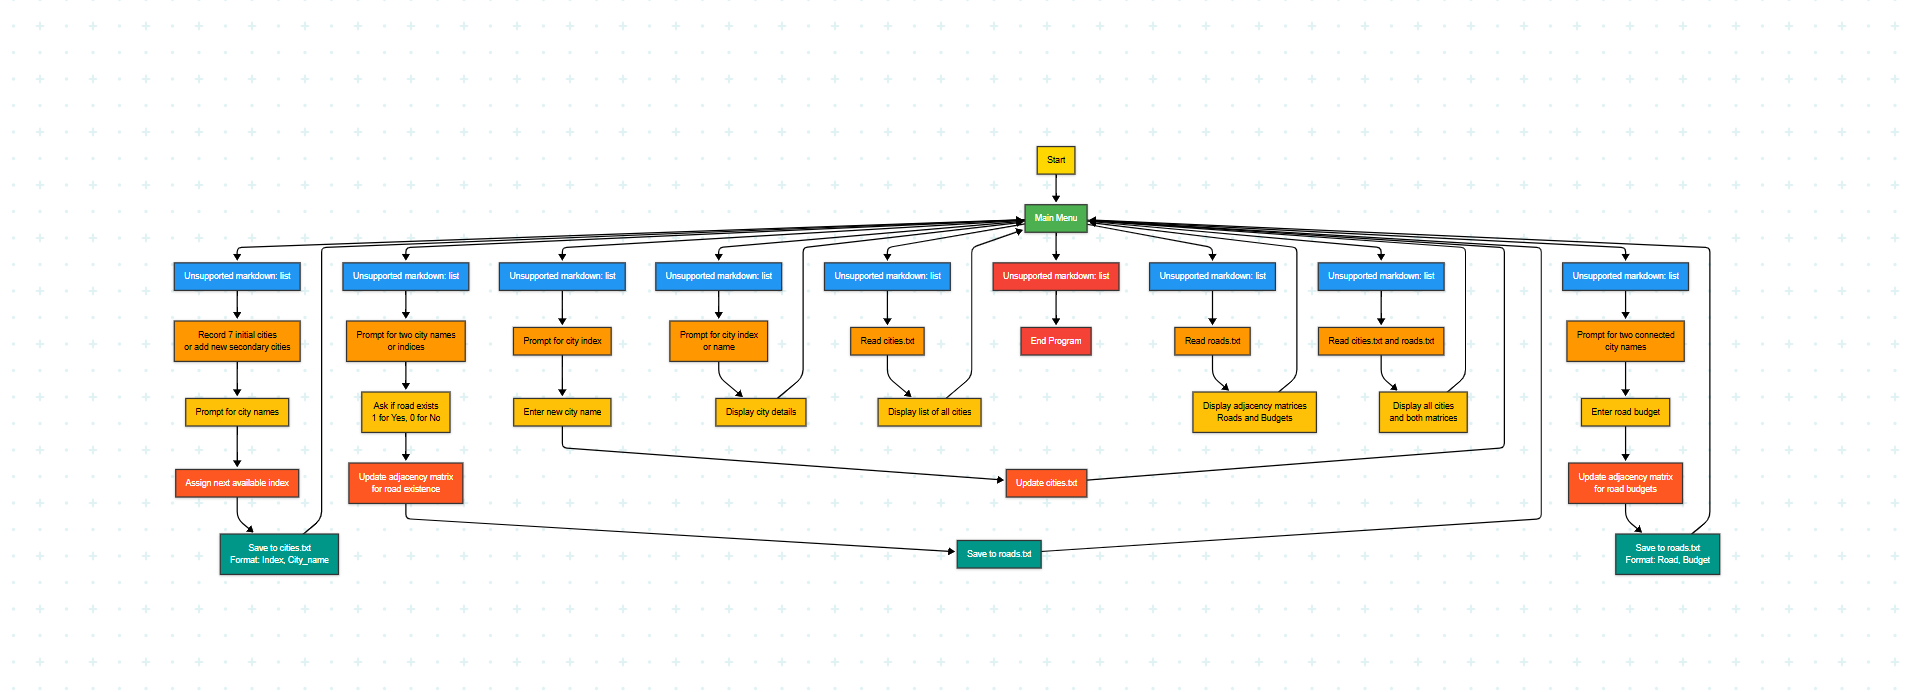 Start
Main Menu
Unsupported markdown: list
Unsupported markdown: list
Unsupported markdown: list
Unsupported markdown: list
Unsupported markdown: list
Unsupported markdown: list
Unsupported markdown: list
Unsupported markdown: list
Unsupported markdown: list
Record 7 initial cities
or add new secondary cities
Prompt for two city names
or indices
Prompt for city index
Prompt for city index
or name
Read cities.txt
End Program
Read roads.txt
Read cities.txt and roads.txt
Prompt for two connected
city names
Prompt for city names
Ask if road exists
1 for Yes, 0 for No
Enter new city name
Display city details
Display list of all cities
Display adjacency matrices
Roads and Budgets
Display all cities
and both matrices
Enter road budget
Assign next available index
Update adjacency matrix
for road existence
Update cities.txt
Update adjacency matrix
for road budgets
Save to cities.txt
Format: Index, City_name
Save to roads.txt
Save to roads.txt
Format: Road, Budget